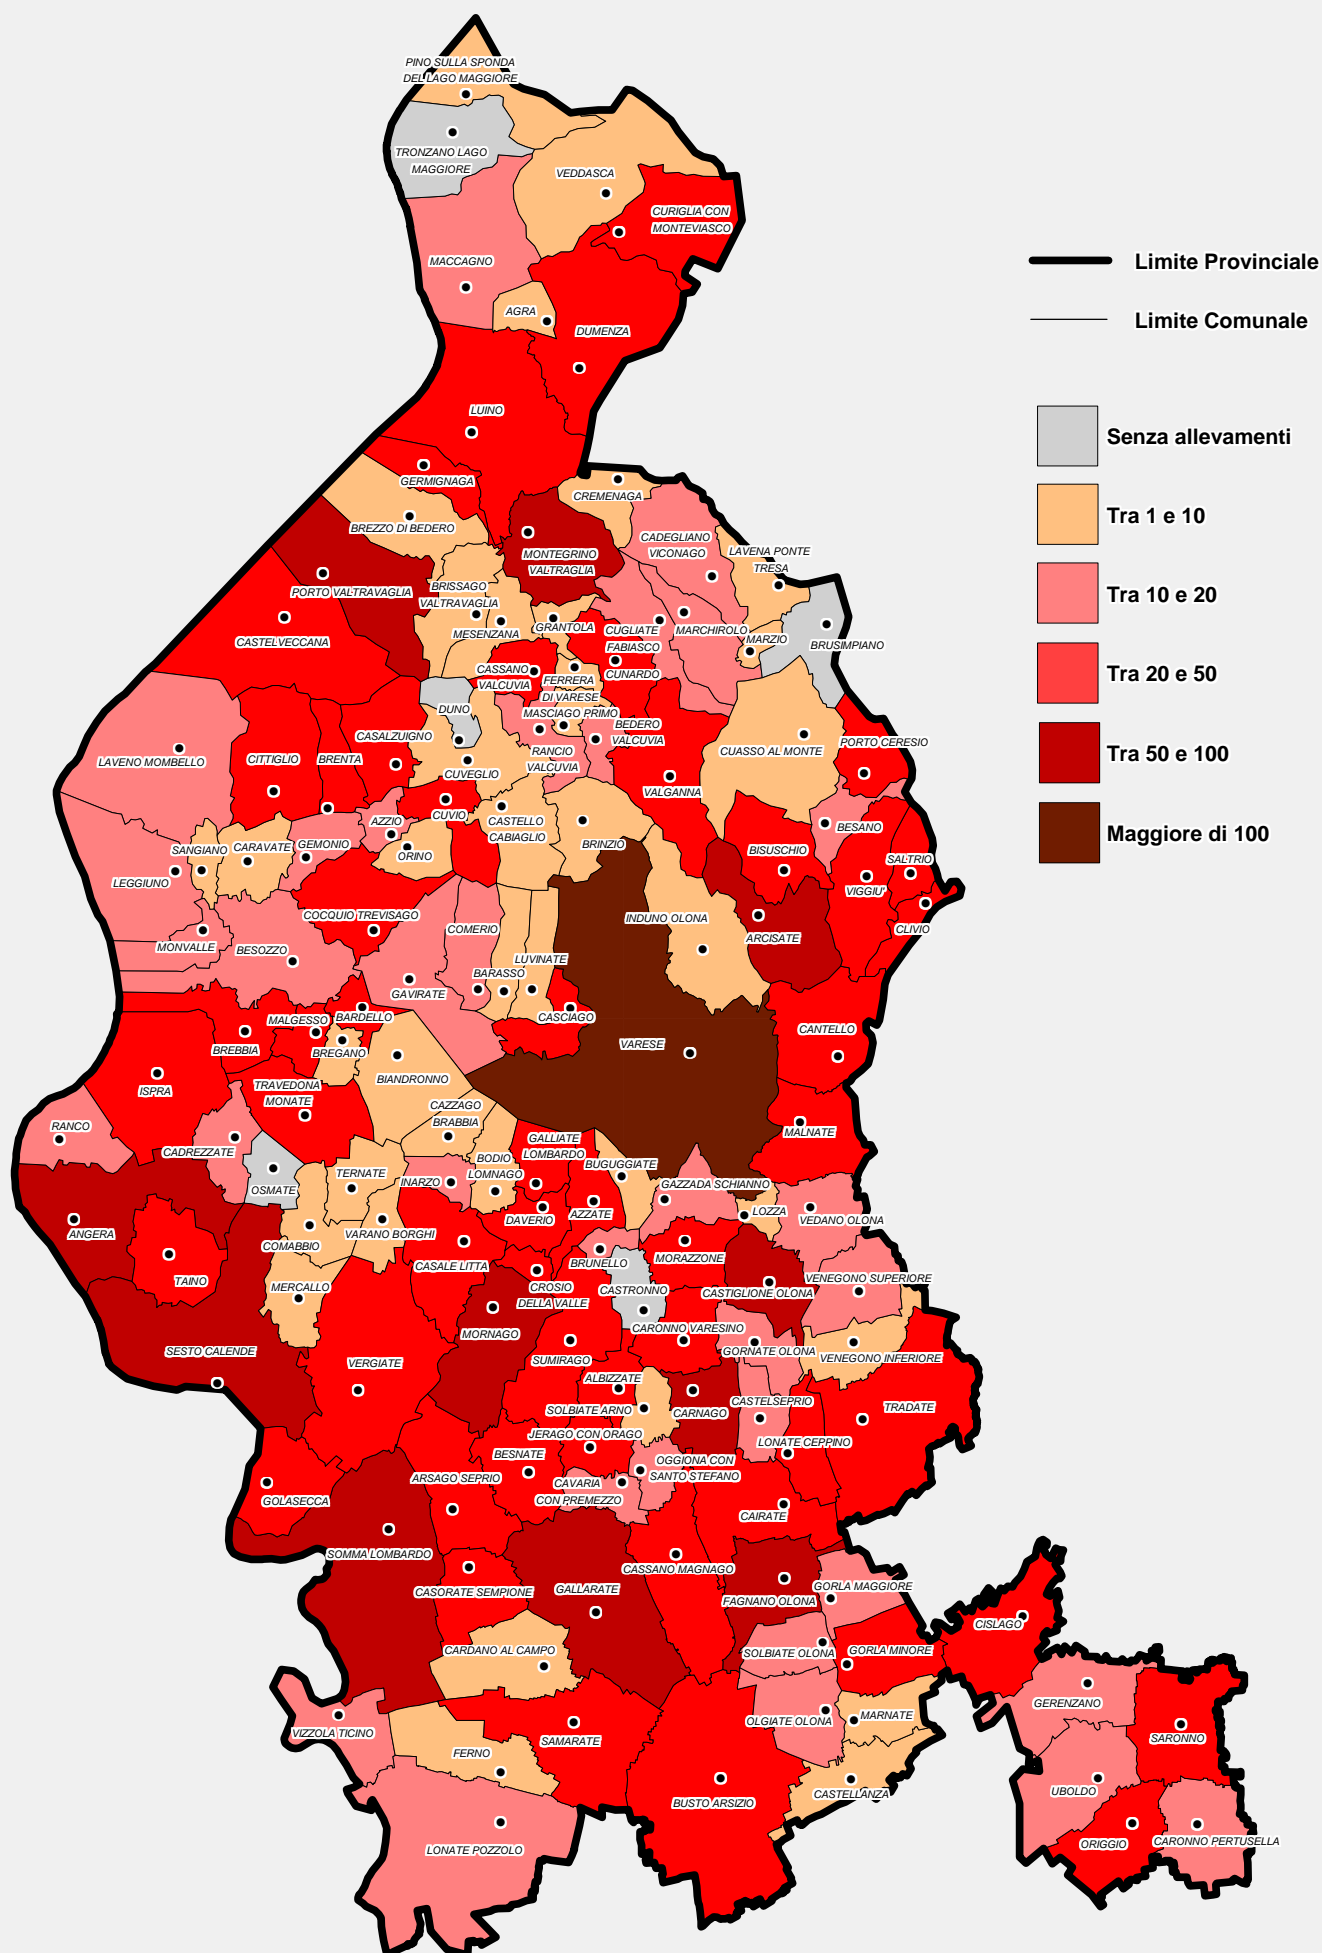 PINO SULLA SPONDA
DEL LAGO MAGGIORE
TRONZANO LAGO
MAGGIORE
VEDDASCA
CURIGLIA CON
MONTEVIASCO
MACCAGNO
AGRA
DUMENZA
LUINO
GERMIGNAGA
CREMENAGA
BREZZO DI BEDERO
MONTEGRINO
VALTRAGLIA
CADEGLIANO
VICONAGO
LAVENA PONTE
TRESA
PORTO VALTRAVAGLIA
BRISSAGO
VALTRAVAGLIA
MESENZANA
GRANTOLA
CUGLIATE
FABIASCO
MARCHIROLO
MARZIO
BRUSIMPIANO
CASTELVECCANA
CASSANO
VALCUVIA
FERRERA
DI VARESE
CUNARDO
DUNO
MASCIAGO PRIMO
BEDERO
VALCUVIA
CASALZUIGNO
RANCIO
VALCUVIA
CUASSO AL MONTE
PORTO CERESIO
LAVENO MOMBELLO
CITTIGLIO
BRENTA
CUVEGLIO
VALGANNA
CUVIO
CASTELLO
CABIAGLIO
AZZIO
BRINZIO
BESANO
SANGIANO
CARAVATE
GEMONIO
ORINO
BISUSCHIO
SALTRIO
LEGGIUNO
VIGGIU'
COCQUIO TREVISAGO
INDUNO OLONA
CLIVIO
MONVALLE
BESOZZO
COMERIO
ARCISATE
LUVINATE
BARASSO
GAVIRATE
CASCIAGO
MALGESSO
BARDELLO
CANTELLO
BREBBIA
BREGANO
VARESE
ISPRA
TRAVEDONA
MONATE
BIANDRONNO
CAZZAGO
BRABBIA
RANCO
CADREZZATE
MALNATE
GALLIATE
LOMBARDO
BODIO
LOMNAGO
BUGUGGIATE
OSMATE
TERNATE
INARZO
GAZZADA SCHIANNO
LOZZA
VEDANO OLONA
ANGERA
COMABBIO
VARANO BORGHI
DAVERIO
AZZATE
TAINO
CASALE LITTA
BRUNELLO
MORAZZONE
MERCALLO
CROSIO
DELLA VALLE
CASTRONNO
CASTIGLIONE OLONA
VENEGONO SUPERIORE
MORNAGO
CARONNO VARESINO
SESTO CALENDE
VERGIATE
SUMIRAGO
GORNATE OLONA
VENEGONO INFERIORE
ALBIZZATE
SOLBIATE ARNO
CARNAGO
CASTELSEPRIO
TRADATE
JERAGO CON ORAGO
LONATE CEPPINO
BESNATE
OGGIONA CON
SANTO STEFANO
ARSAGO SEPRIO
CAVARIA
CON PREMEZZO
GOLASECCA
CAIRATE
SOMMA LOMBARDO
CASSANO MAGNAGO
CASORATE SEMPIONE
GALLARATE
FAGNANO OLONA
GORLA MAGGIORE
CISLAGO
CARDANO AL CAMPO
SOLBIATE OLONA
GORLA MINORE
GERENZANO
VIZZOLA TICINO
OLGIATE OLONA
MARNATE
SARONNO
FERNO
SAMARATE
UBOLDO
BUSTO ARSIZIO
CASTELLANZA
LONATE POZZOLO
ORIGGIO
CARONNO PERTUSELLA
Limite Provinciale
Limite Comunale
Senza allevamenti
Tra 1 e 10
Tra 10 e 20
Tra 20 e 50
Tra 50 e 100
Maggiore di 100